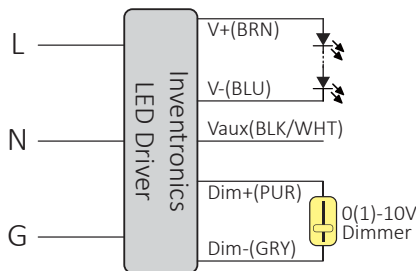 L
N
G
Inventronics
LED Driver
V+(BRN)
V-(BLU)
Vaux(BLK/WHT)
Dim+(PUR)
Dim-(GRY)
0(1)-10V
Dimmer